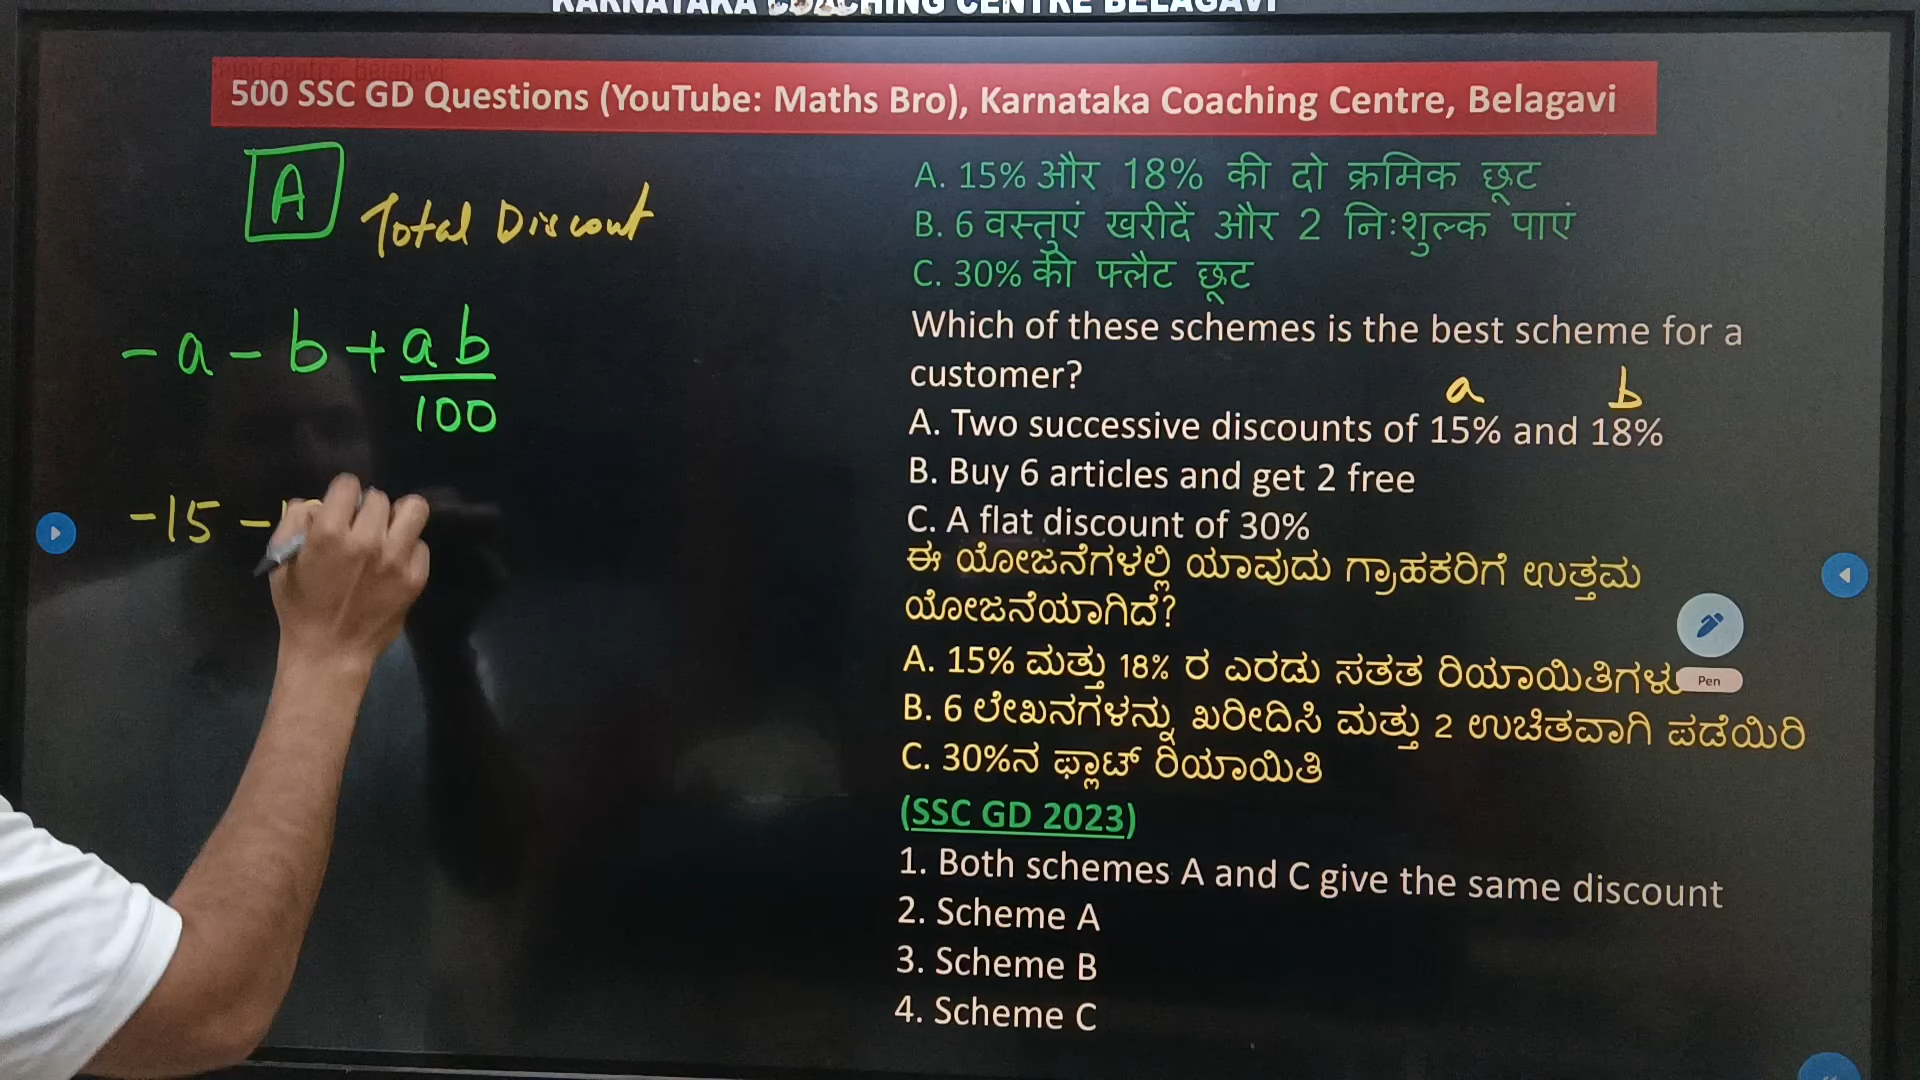 KARNATAKA COACHING CENTRE BELAGAVI
500 SSC GD Questions (YouTube: Maths Bro), Karnataka Coaching Centre, Belagavi
A Total Discount
-a-b+ab/100
-15 -
A. 15% और 18% की दो क्रमिक छूट
B. 6 वस्तुएं खरीदें और 2 निःशुल्क पाएं
C. 30% की फ्लैट छूट
Which of these schemes is the best scheme for a
customer?
a b
A. Two successive discounts of 15% and 18%
B. Buy 6 articles and get 2 free
C. A flat discount of 30%
ಈ ಯೋಜನೆಗಳಲ್ಲಿ ಯಾವುದು ಗ್ರಾಹಕರಿಗೆ ಉತ್ತಮ
ಯೋಜನೆಯಾಗಿದೆ?
A. 15% ಮತ್ತು 18% ರ ಎರಡು ಸತತ ರಿಯಾಯಿತಿಗಳು
Pen
B. 6 ಲೇಖನಗಳನ್ನು ಖರೀದಿಸಿ ಮತ್ತು 2 ಉಚಿತವಾಗಿ ಪಡೆಯಿರಿ
C. 30%ನ ಫ್ಲಾಟ್ ರಿಯಾಯಿತಿ
(SSC GD 2023)
1. Both schemes A and C give the same discount
2. Scheme A
3. Scheme B
4. Scheme C